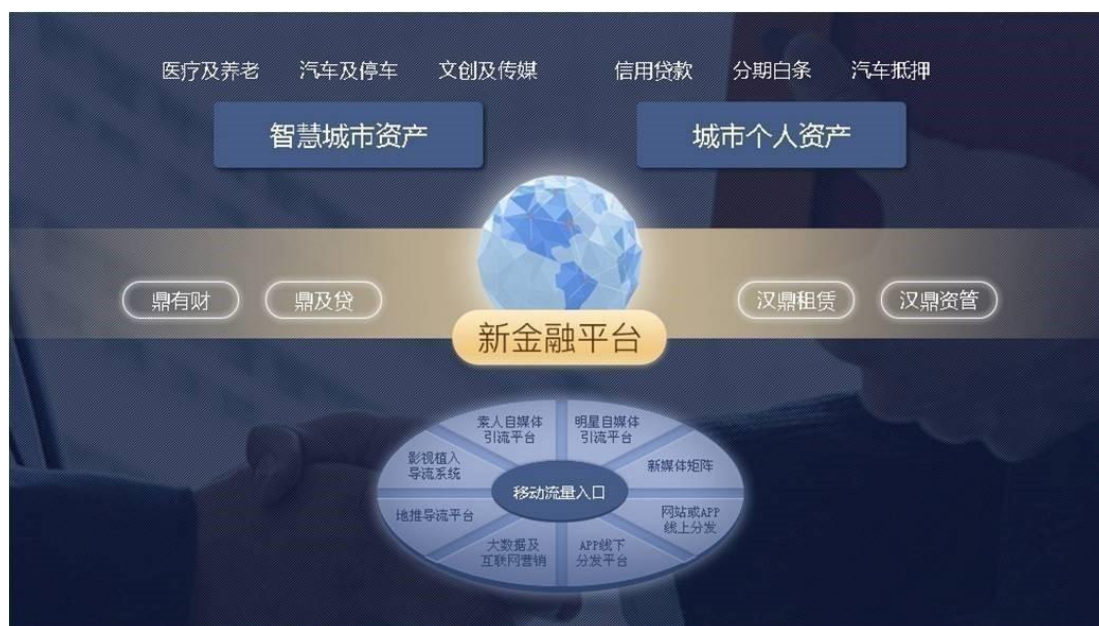 医疗及养老 汽车及停车 文创及传媒 信用贷款 分期白条 汽车抵押
智慧城市资产 城市个人资产
鼎有财 鼎及贷 汉鼎租赁 汉鼎资管
新金融平台
素人自媒体
引流平台
明星自媒体
引流平台
影视植入
导流系统
新媒体矩阵
移动流量入口
地推导流平台
网站或APP
线上分发
大数据及
互联网营销
APP线下
分发平台